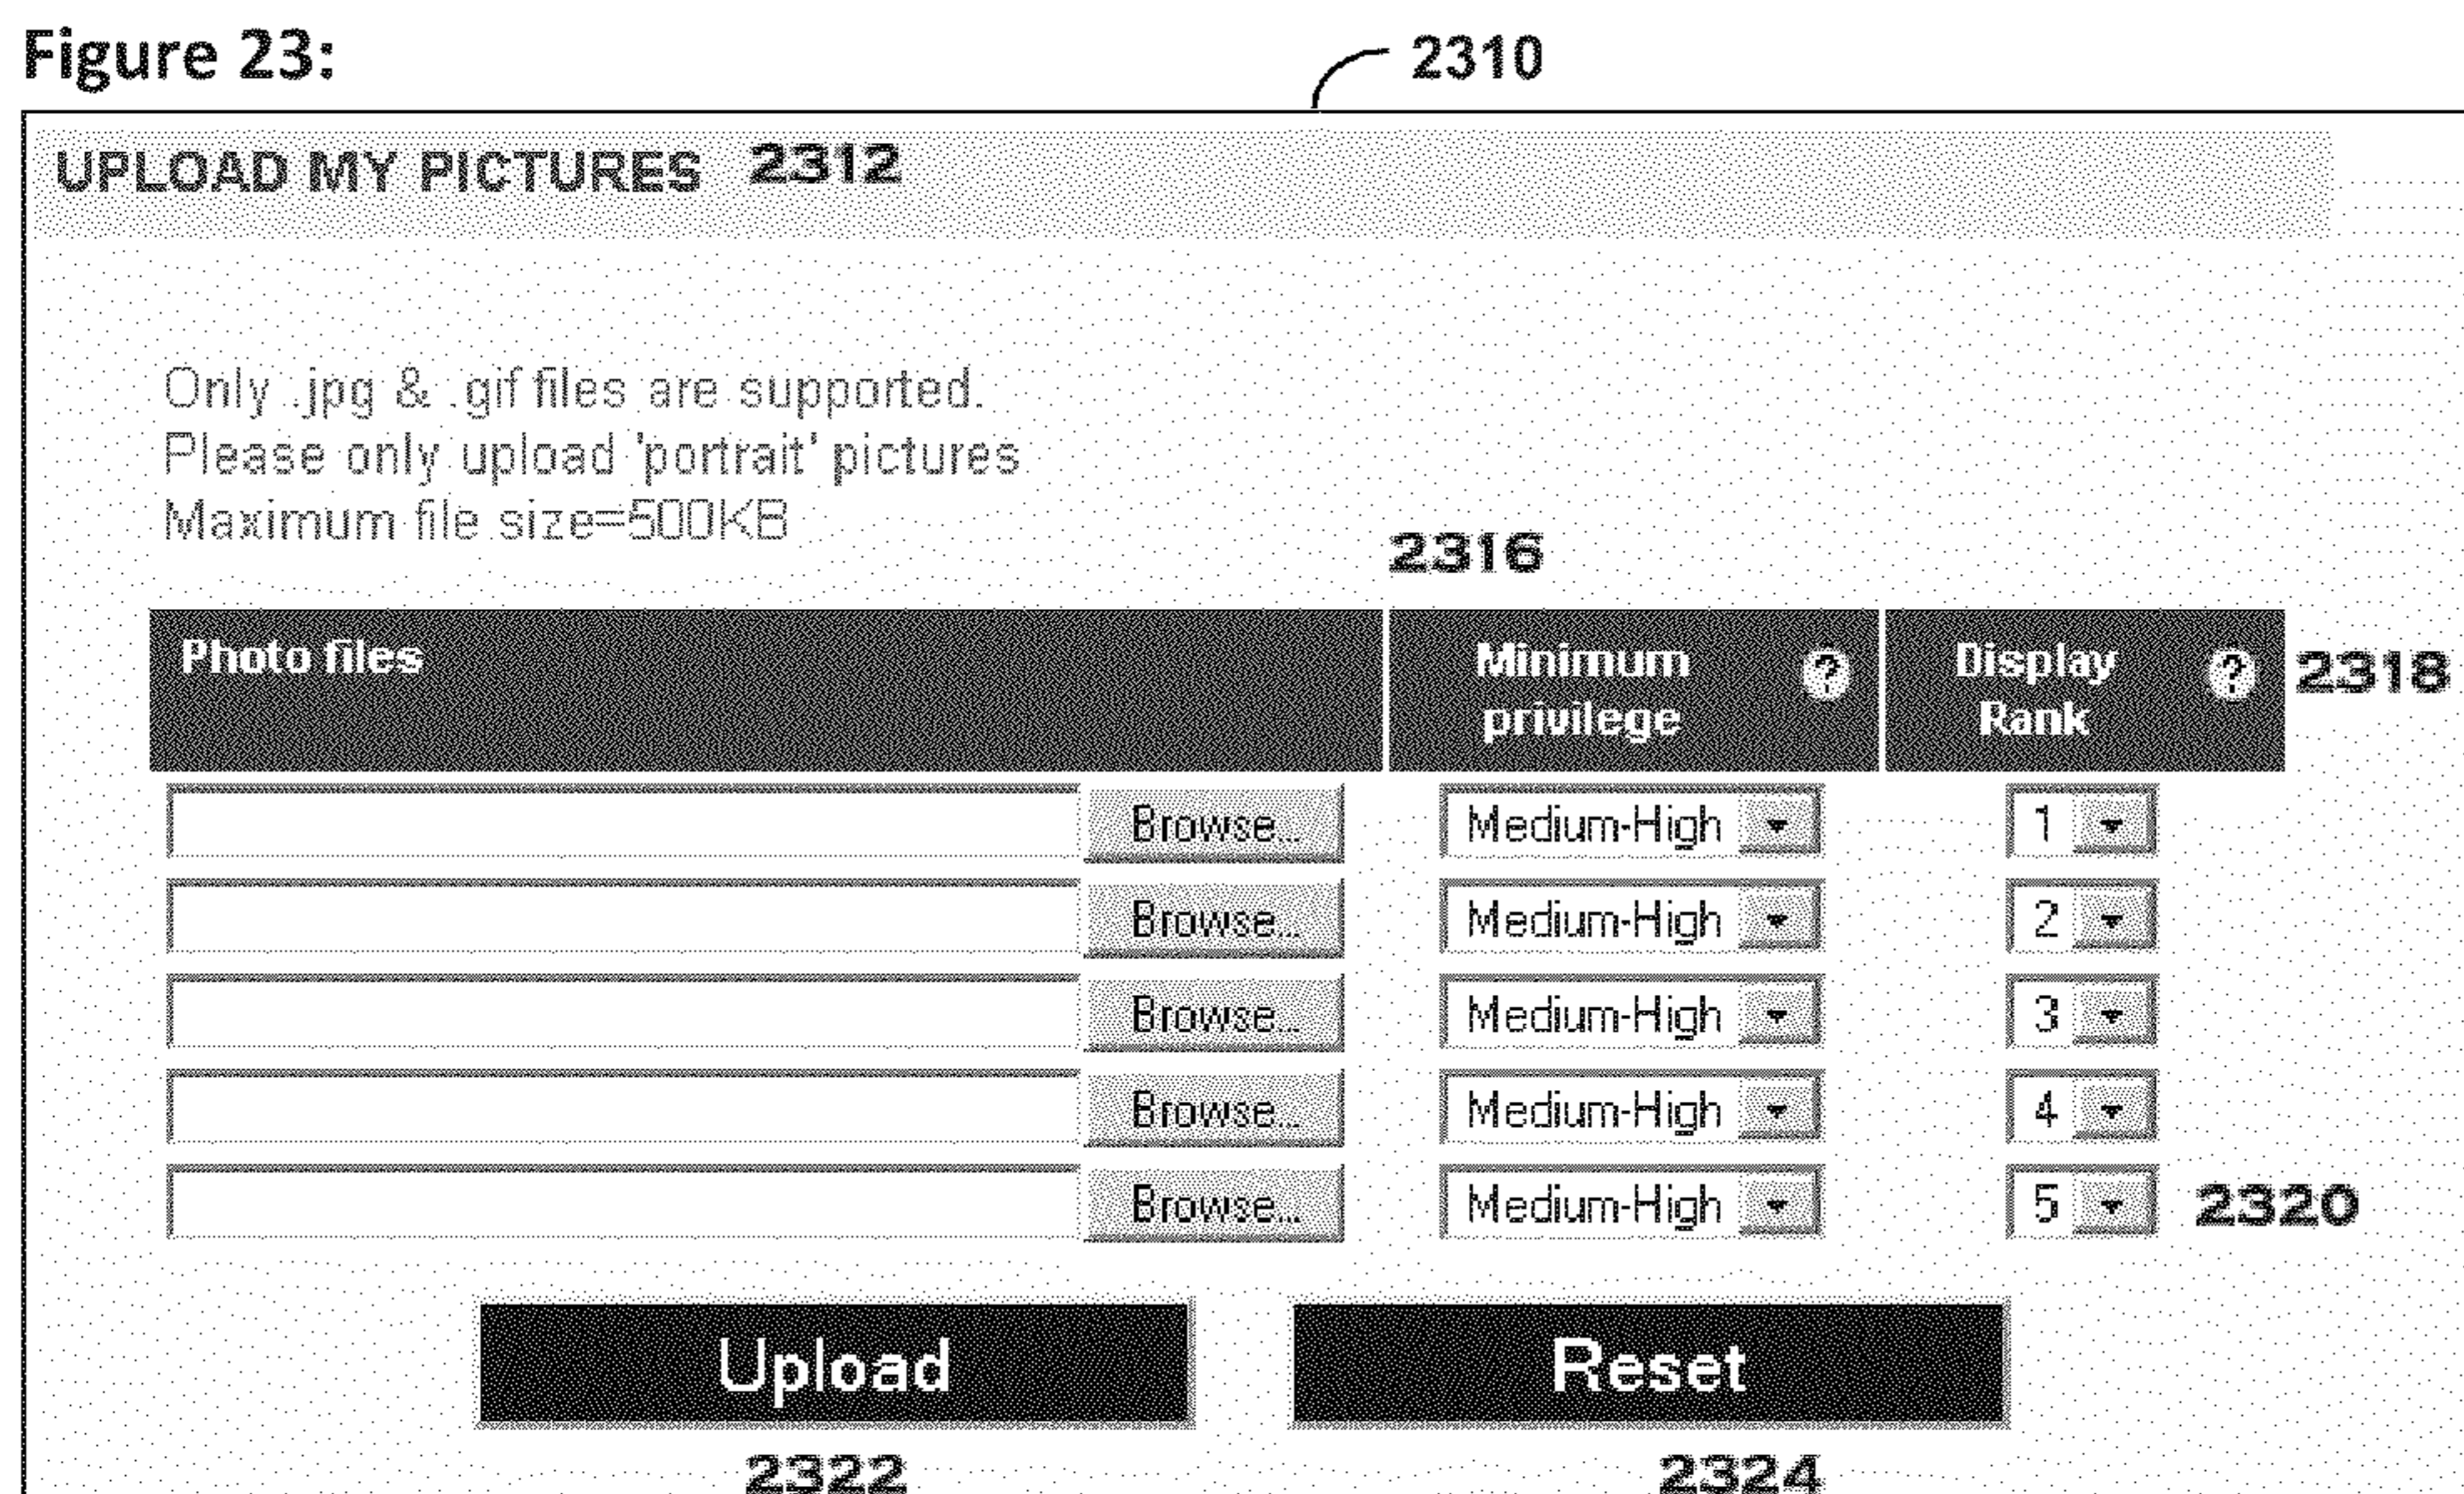 Figure 23:
2310
UPLOAD MY PICTURES 2312
Only .jpg & .gif files are supported.
Please only upload 'portrait' pictures
Maximum file size=500KB
2316
Photo files Minimum privilege ? Display Rank ? 2318
Browse... Medium-High 1
Browse... Medium-High 2
Browse... Medium-High 3
Browse... Medium-High 4
Browse... Medium-High 5 2320
Upload Reset
2322 2324